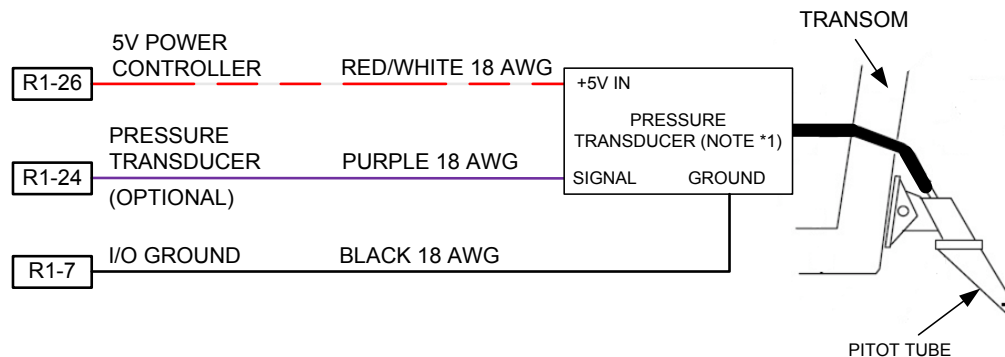 TRANSOM
5V POWER
CONTROLLER
RED/WHITE 18 AWG
R1-26
+5V IN
PRESSURE
TRANSDUCER (NOTE *1)
PRESSURE
TRANSDUCER
(OPTIONAL)
PURPLE 18 AWG
R1-24
SIGNAL
GROUND
I/O GROUND
BLACK 18 AWG
R1-7
PITOT TUBE